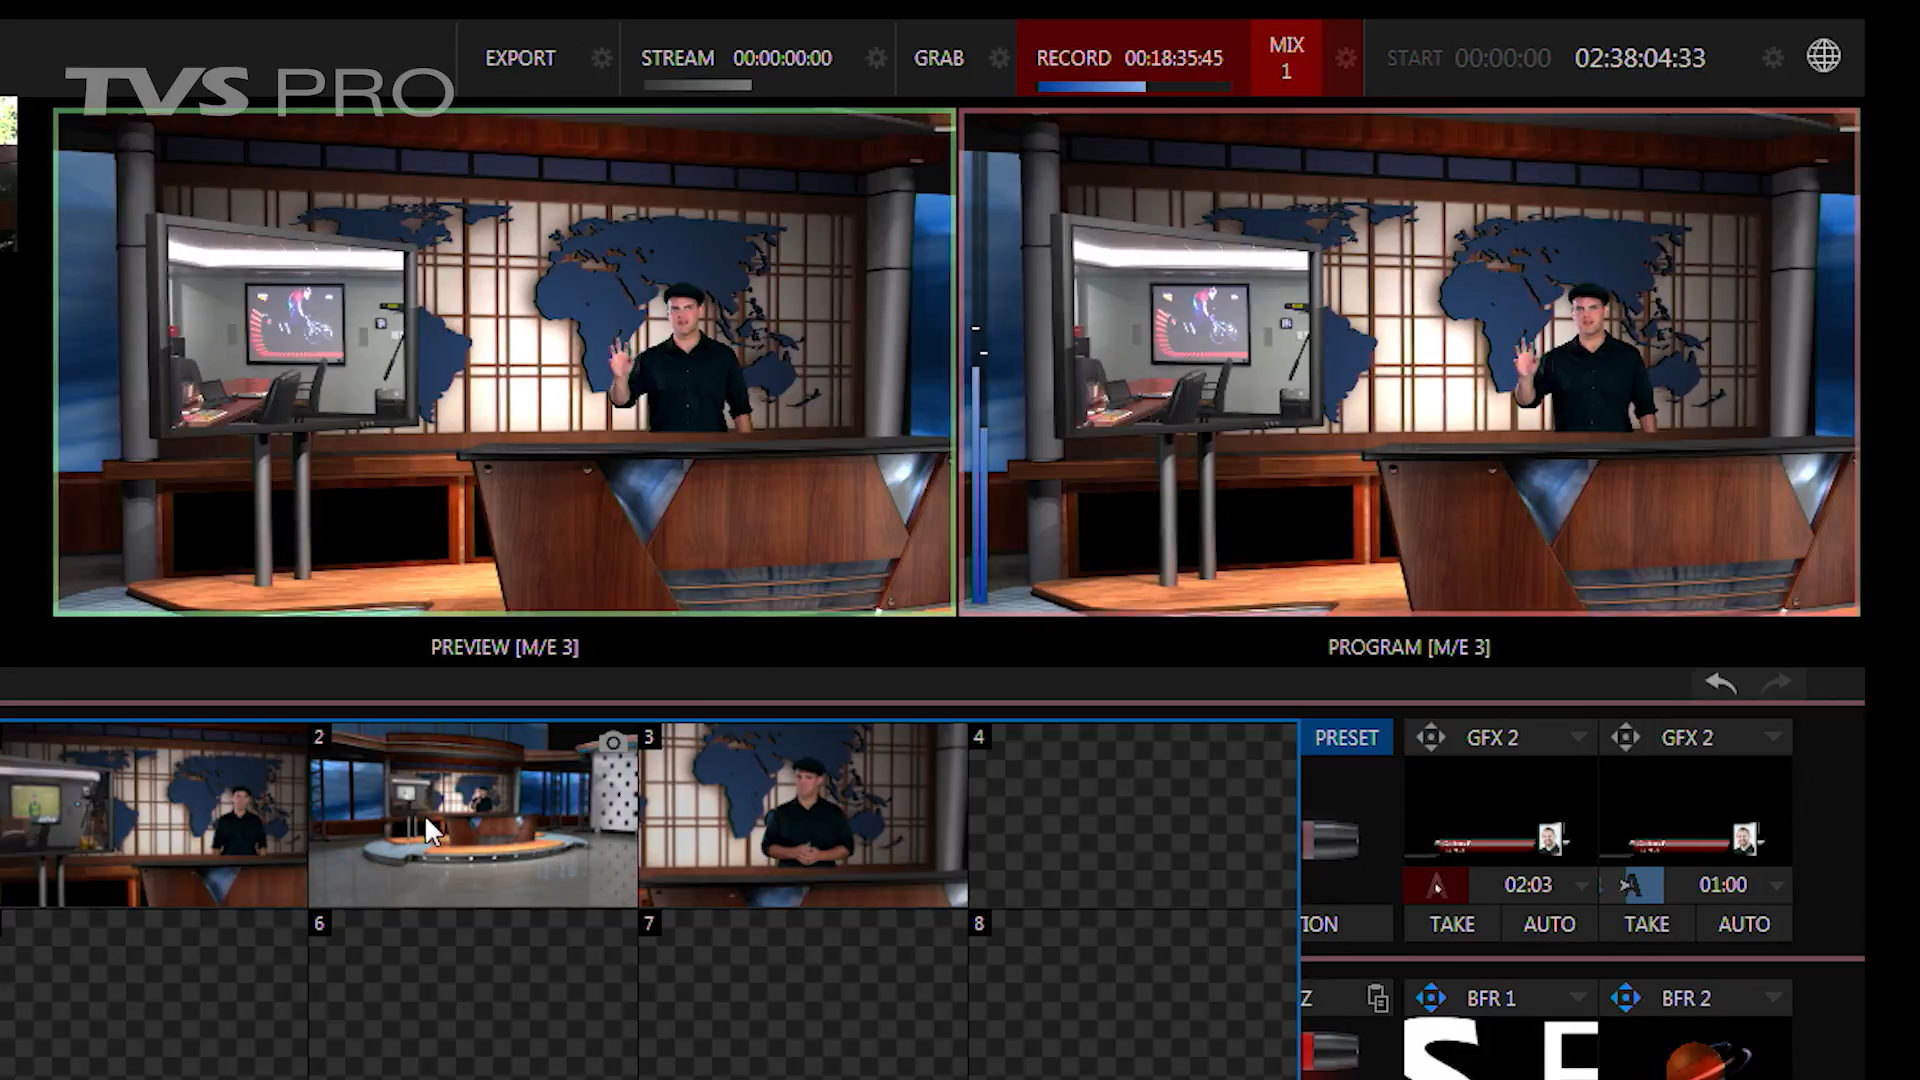 TVS PRO
EXPORT
STREAM 00:00:00:00
GRAB
RECORD 00:18:35:45
MIX
1
START 00:00:00
02:38:04:33
PREVIEW [M/E 3]
PROGRAM [M/E 3]
2
3
4
PRESET
GFX 2
GFX 2
02:03
01:00
6
7
8
ION
TAKE
AUTO
TAKE
AUTO
Z
BFR 1
BFR 2